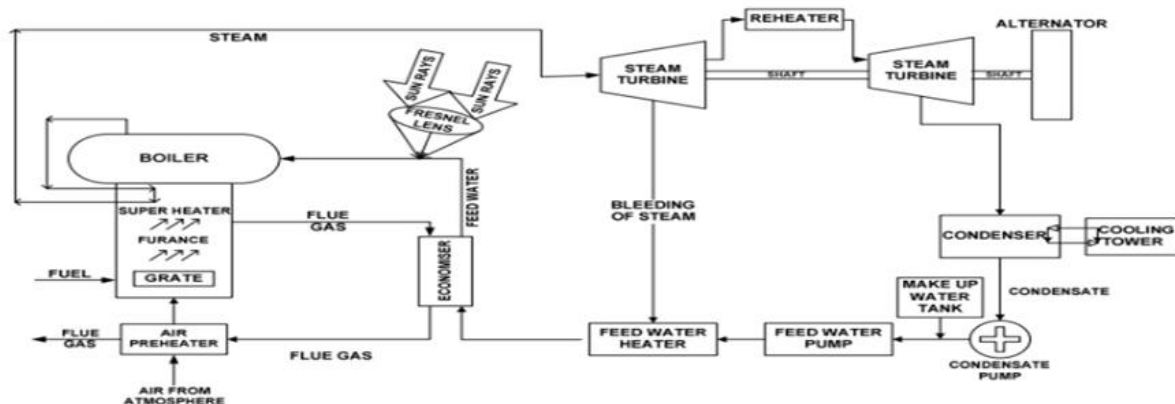 STEAM
REHEATER
ALTERNATOR
STEAM
TURBINE
SHAFT
STEAM
TURBINE
SHAFT
SUN RAYS
SUN RAYS
FRESNEL
LENS
BOILER
FEED WATER
SUPER HEATER
FURANCE
GRATE
FUEL
FLUE
GAS
ECONOMISER
BLEEDING
OF STEAM
CONDENSER
COOLING
TOWER
CONDENSATE
MAKE UP
WATER
TANK
FLUE
GAS
AIR
PREHEATER
FLUE GAS
FEED WATER
HEATER
FEED WATER
PUMP
CONDENSATE
PUMP
AIR FROM
ATMOSPHERE